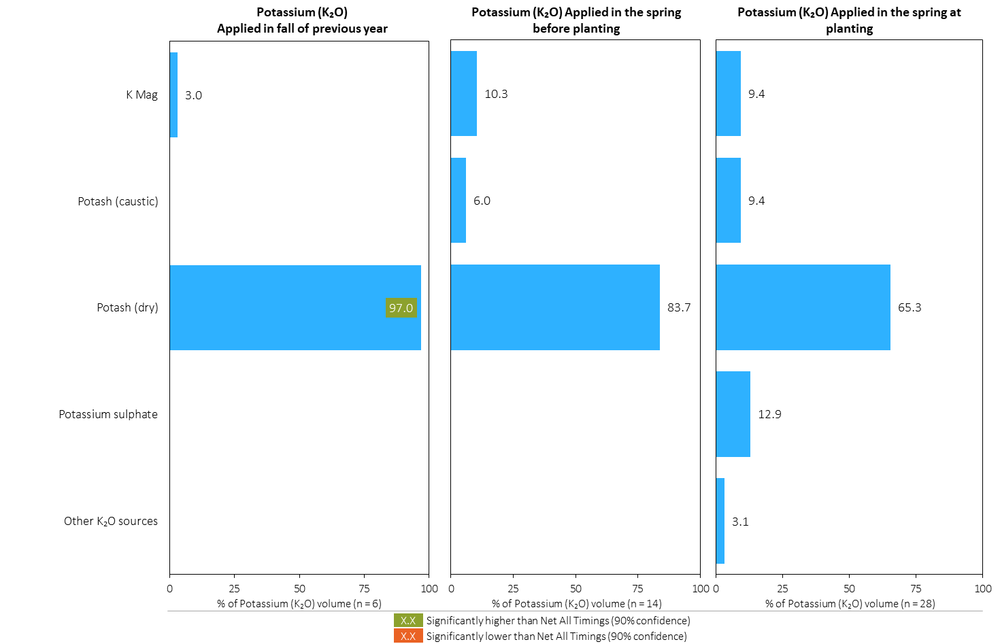 Potassium (K₂O)
Applied in fall of previous year
Potassium (K₂O) Applied in the spring
before planting
Potassium (K₂O) Applied in the spring at
planting
K Mag
3.0
10.3
9.4
Potash (caustic)
6.0
9.4
Potash (dry)
97.0
83.7
65.3
Potassium sulphate
12.9
Other K₂O sources
3.1
0 25 50 75 100
0 25 50 75 100
0 25 50 75 100
% of Potassium (K₂O) volume (n = 6)
% of Potassium (K₂O) volume (n = 14)
% of Potassium (K₂O) volume (n = 28)
X.X Significantly higher than Net All Timings (90% confidence)
X.X Significantly lower than Net All Timings (90% confidence)